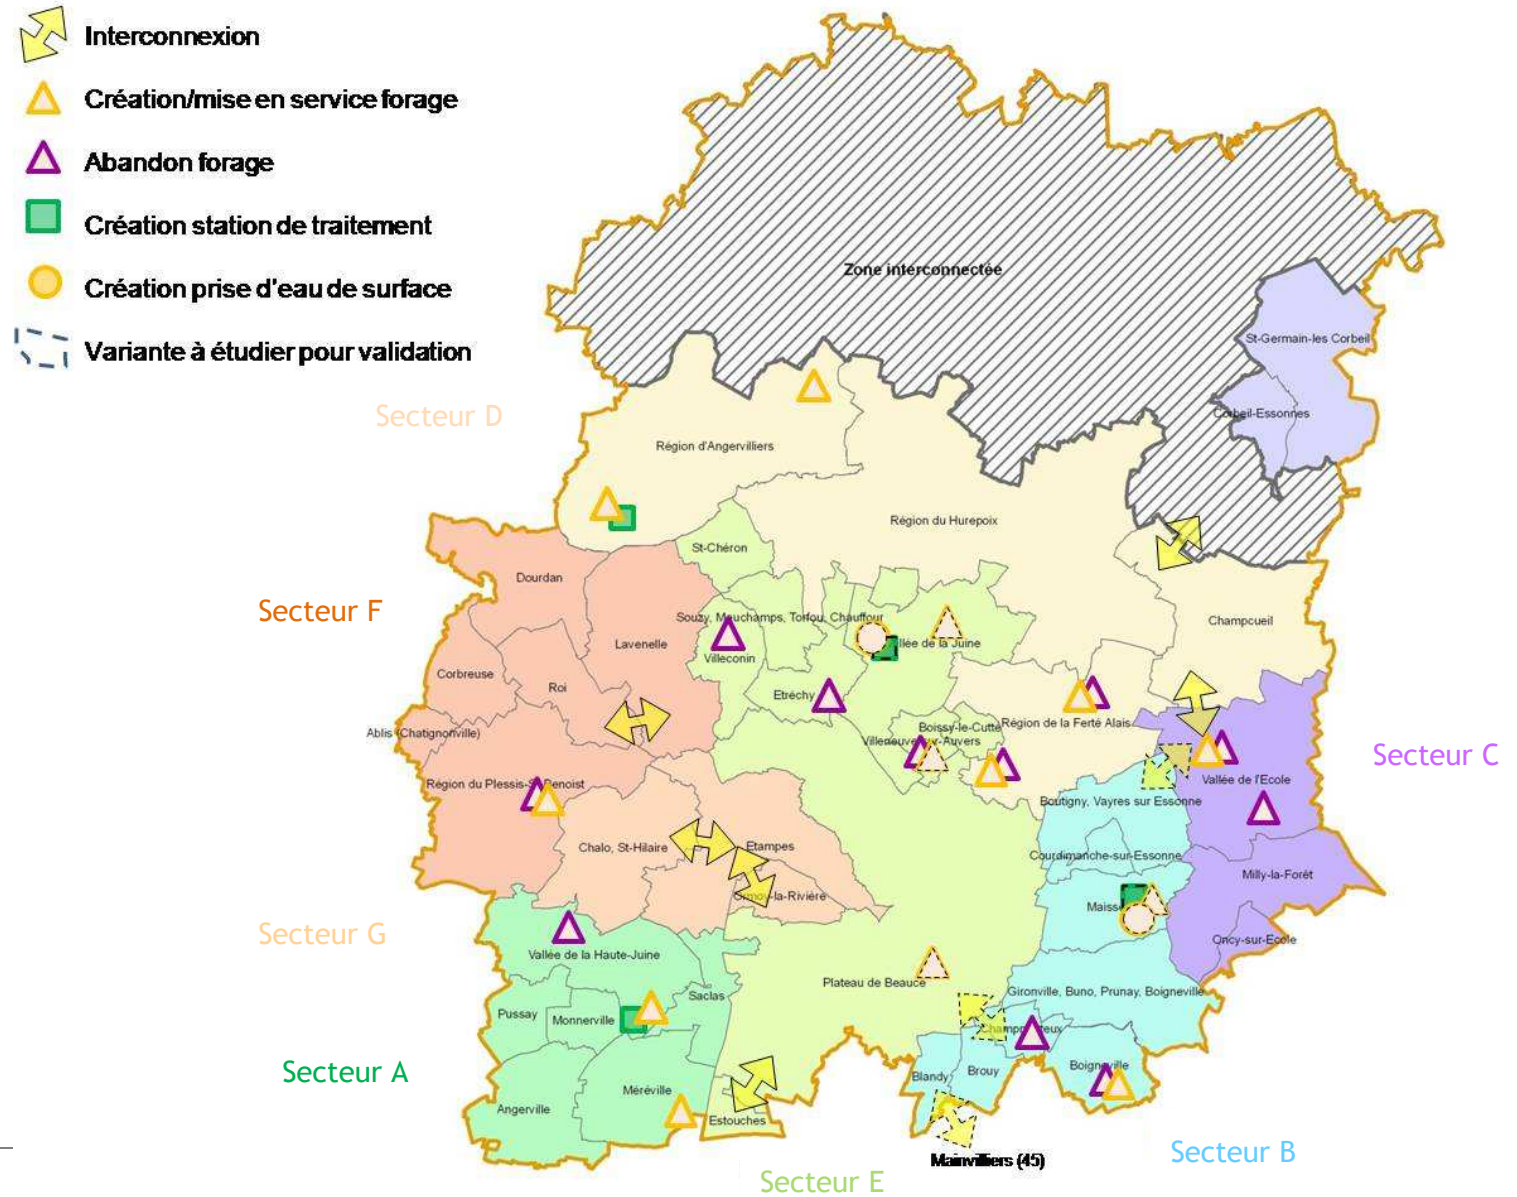 Interconnexion
Création/mise en service forage
Abandon forage
Création station de traitement
Création prise d'eau de surface
Variante à étudier pour validation
Zone interconnectée
St-Germain-les Corbeil
Corbeil-Essonnes
Secteur D
Région d'Angervilliers
Région du Hurepoix
St-Chéron
Dourdan
Secteur F
Souzy, Mauchamps, Torfou, Chauffour
Champcueil
Lavenelle
Villeconin
Corbreuse
Roi
Etrechy
Boissy-le-Cutté
Région de la Ferté Alais
Ablis (Chatignonville)
Secteur C
Vallée de l'Ecole
Région du Plessis-St-Benoist
Boutigny, Vayres sur Essonne
Chalo, St-Hilaire
Etampes
Courdimanche-sur-Essonne
Milly-la-Forêt
Secteur G
Oncy-sur-Ecole
Vallée de la Haute-Juine
Plateau de Beauce
Gironville, Buno, Prunay, Boigneville
Saclas
Pussay
Monnerville
Secteur A
Blandy
Brouy
Méréville
Angerville
Estouches
Mainvilliers (45)
Secteur B
Secteur E